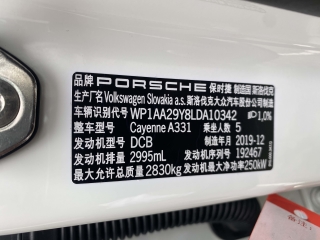 品牌 PORSCHE 保时捷 制造国 斯洛伐克
生产厂名 Volkswagen Slovakia a.s. 斯洛伐克大众汽车股份公司制造
车辆识别代号 WP1AA29Y8LDA10342 1,0%
整车型号 Cayenne A331 乘坐人数 5
发动机型号 DCB 制造年月 2019-12
发动机排量 2995mL 发动机序列号 192467
最大允许总质量 2830kg 发动机最大净功率 250kW